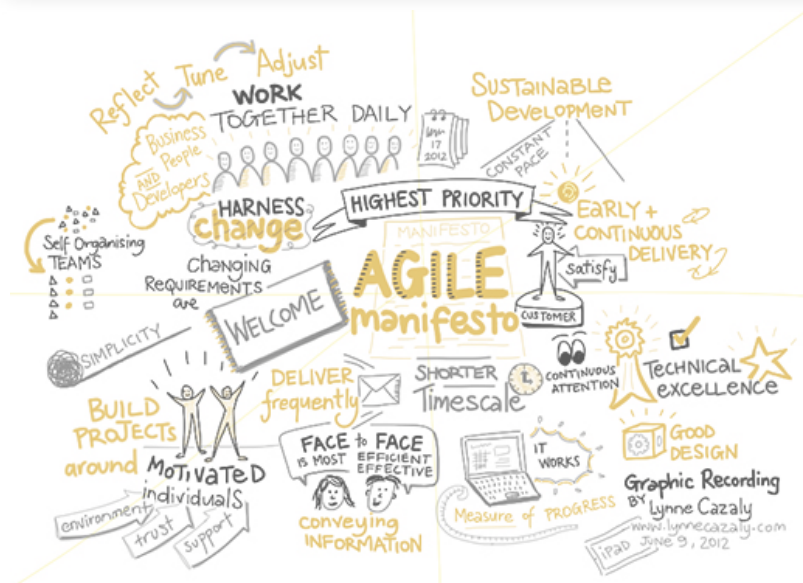 Reflect
Tune
Adjust
WORK
TOGETHER DAILY
Business
People
AND
Developers
17
2012
SUSTAINABLE
DEVELOPMENT
CONSTANT
PACE
HIGHEST PRIORITY
HARNESS
change
CHANGING
REQUIREMENTS
are
WELCOME
Self Organising
TEAMS
MANIFESTO
AGILE
manifesto
EARLY +
CONTINUOUS
DELIVERY
satisfy
CUSTOMER
SIMPLICITY
BUILD
PROJECTS
around
MOTIVATED
individuals
environment
trust
support
DELIVER
frequently
SHORTER
Timescale
CONTINUOUS
ATTENTION
TECHNICAL
EXCELLENCE
FACE to FACE
IS MOST EFFICIENT
EFFECTIVE
conveying
INFORMATION
IT
WORKS
Measure of PROGRESS
GOOD
DESIGN
Graphic Recording
BY Lynne Cazaly
www.lynnecazaly.com
JUNE 9, 2012
iPAD